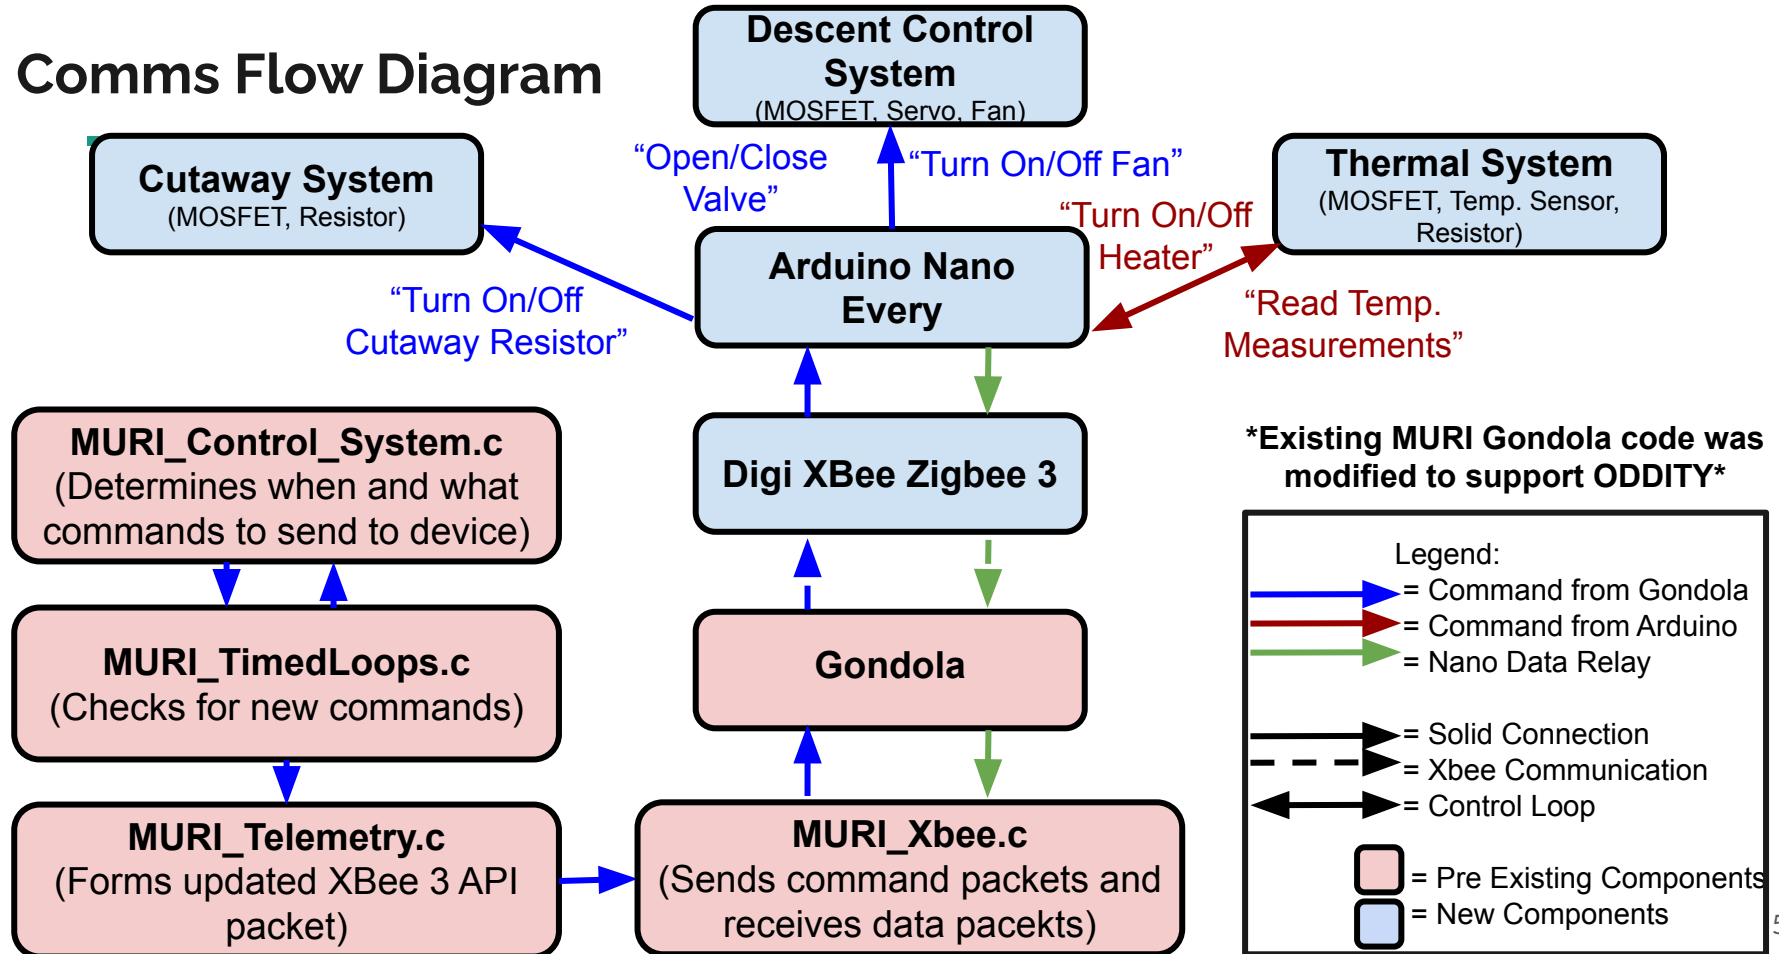 Comms Flow Diagram
Descent Control
System
(MOSFET, Servo, Fan)
Cutaway System
(MOSFET, Resistor)
“Open/Close
Valve”
“Turn On/Off Fan”
Thermal System
(MOSFET, Temp. Sensor,
Resistor)
“Turn On/Off
Heater”
Arduino Nano
Every
“Turn On/Off
Cutaway Resistor”
“Read Temp.
Measurements”
MURI_Control_System.c
(Determines when and what
commands to send to device)
Digi XBee Zigbee 3
*Existing MURI Gondola code was
modified to support ODDITY*
MURI_TimedLoops.c
(Checks for new commands)
Gondola
MURI_Telemetry.c
(Forms updated XBee 3 API
packet)
MURI_Xbee.c
(Sends command packets and
receives data pacekts)
Legend:
= Command from Gondola
= Command from Arduino
= Nano Data Relay
= Solid Connection
= Xbee Communication
= Control Loop
= Pre Existing Components
= New Components